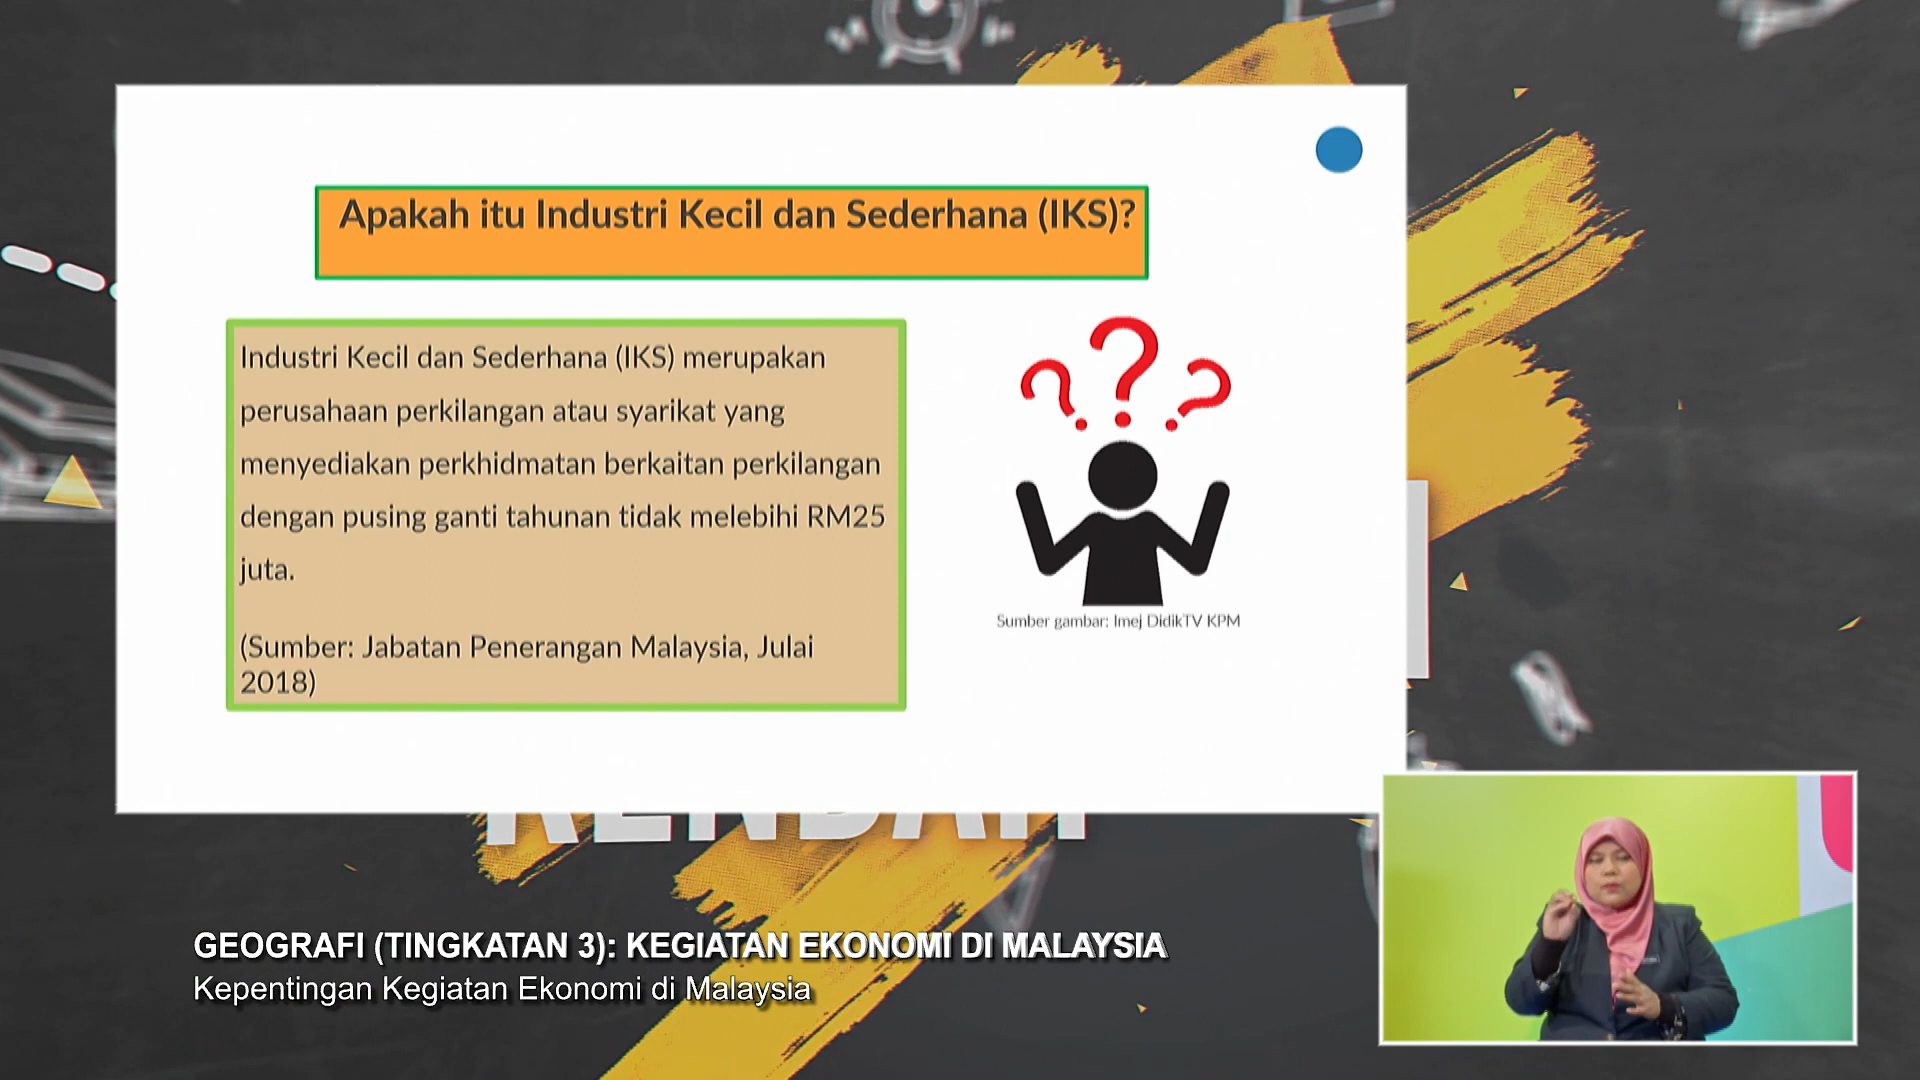 Apakah itu Industri Kecil dan Sederhana (IKS)?
Industri Kecil dan Sederhana (IKS) merupakan
perusahaan perkilangan atau syarikat yang
menyediakan perkhidmatan berkaitan perkilangan
dengan pusing ganti tahunan tidak melebihi RM25
juta.
(Sumber: Jabatan Penerangan Malaysia, Julai
2018)
Sumber gambar: Imej DidikTV KPM
GEOGRAFI (TINGKATAN 3): KEGIATAN EKONOMI DI MALAYSIA
Kepentingan Kegiatan Ekonomi di Malaysia